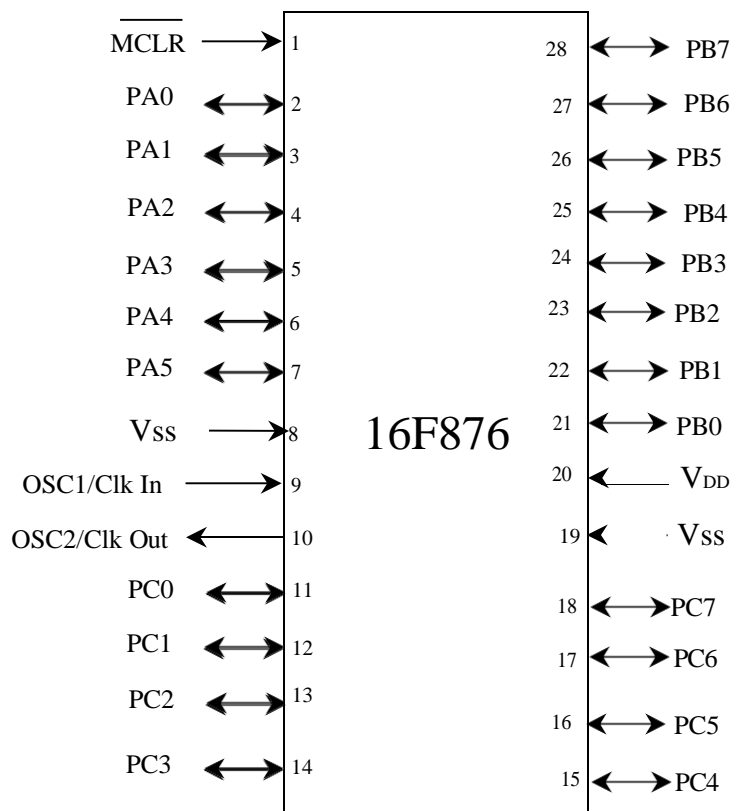 MCLR 1 28 PB7
PA0 2 27 PB6
PA1 3 26 PB5
PA2 4 25 PB4
PA3 5 24 PB3
PA4 6 23 PB2
PA5 7 22 PB1
Vss 8 16F876 21 PB0
OSC1/Clk In 9 20 VDD
OSC2/Clk Out 10 19 Vss
PC0 11 18 PC7
PC1 12 17 PC6
PC2 13 16 PC5
PC3 14 15 PC4